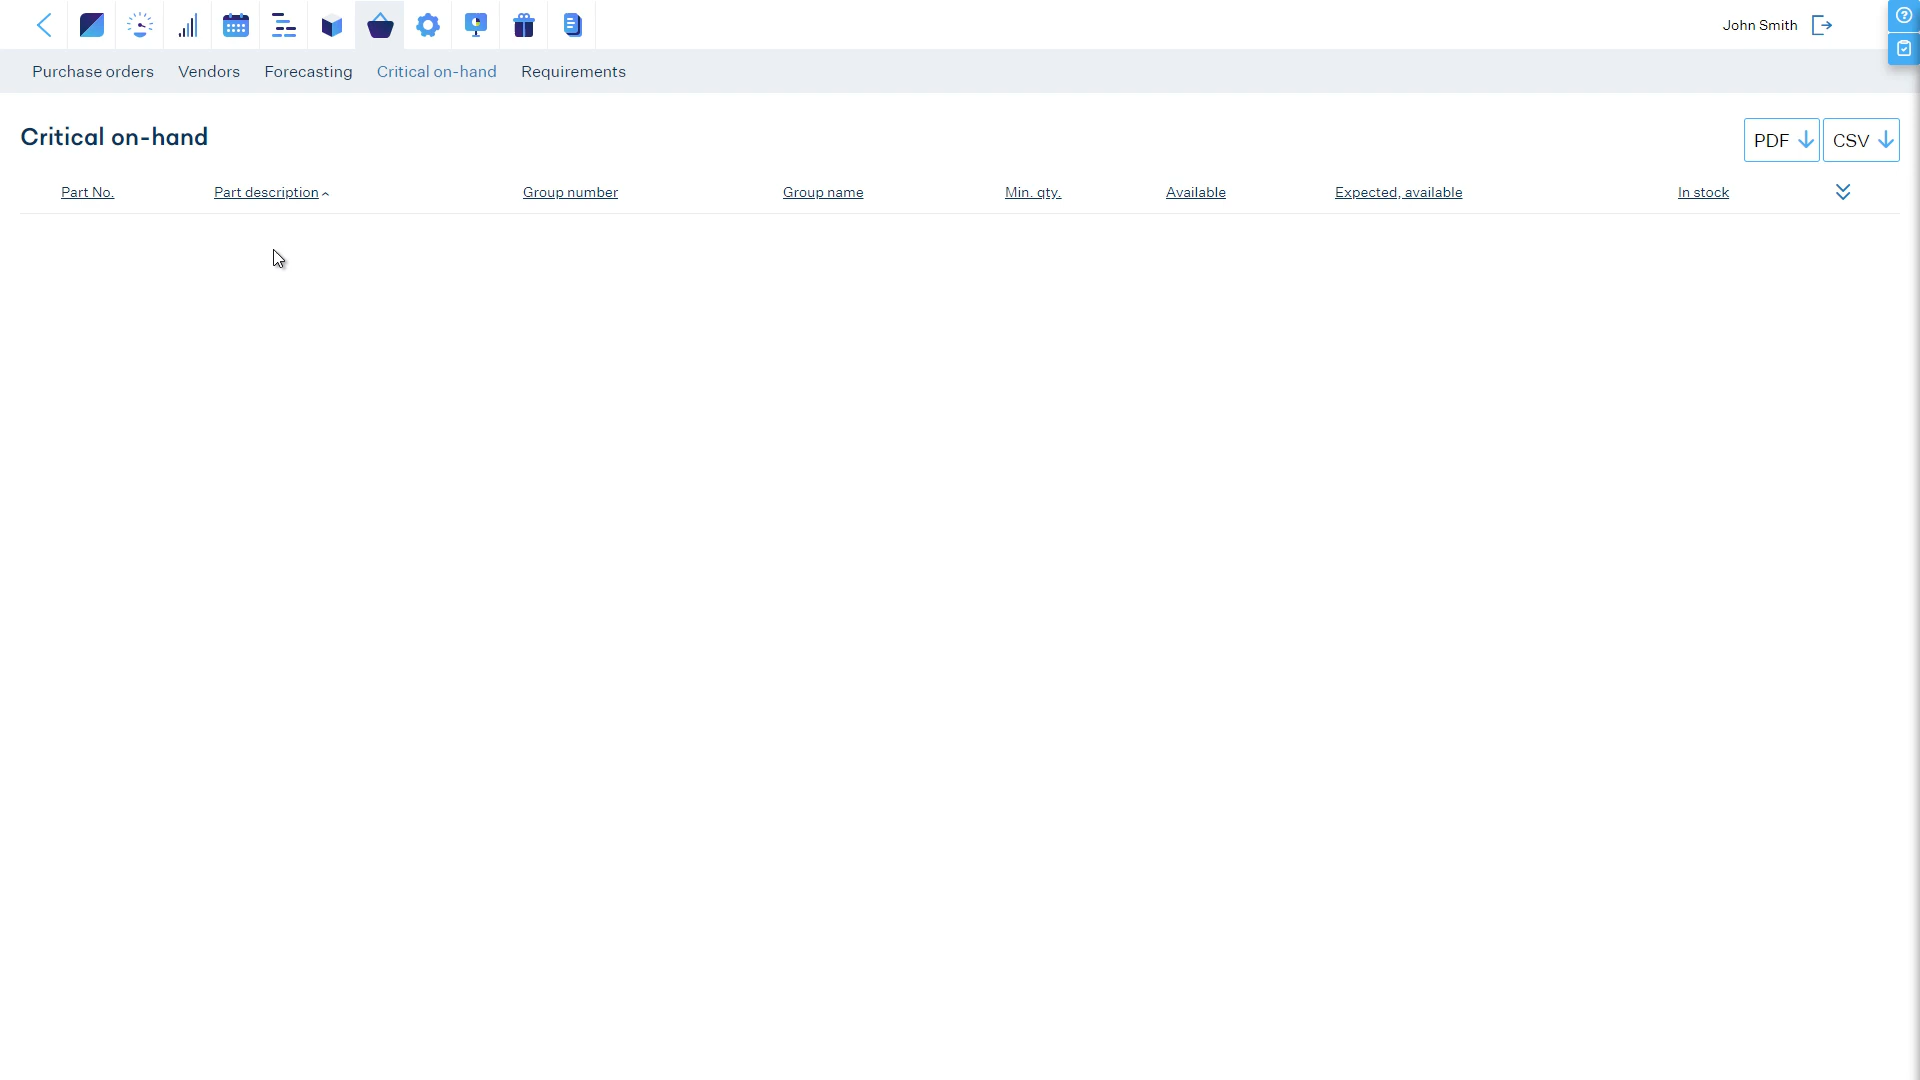 John Smith
Purchase orders Vendors Forecasting Critical on-hand Requirements
Critical on-hand
PDF CSV
Part No. Part description Group number Group name Min. qty. Available Expected, available In stock